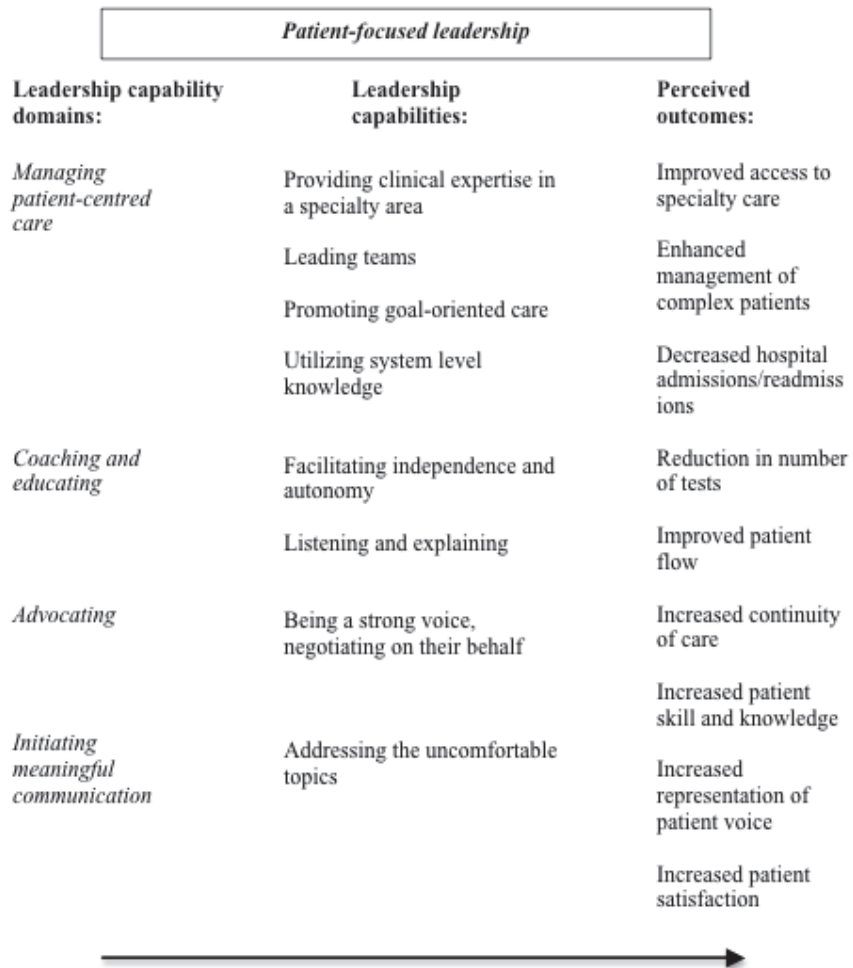 Patient-focused leadership
Leadership capability
domains:
Leadership
capabilities:
Perceived
outcomes:
Managing
patient-centred
care
Providing clinical expertise in
a specialty area
Leading teams
Promoting goal-oriented care
Utilizing system level
knowledge
Improved access to
specialty care
Enhanced
management of
complex patients
Decreased hospital
admissions/readmiss
ions
Coaching and
educating
Facilitating independence and
autonomy
Listening and explaining
Reduction in number
of tests
Improved patient
flow
Advocating
Being a strong voice,
negotiating on their behalf
Increased continuity
of care
Increased patient
skill and knowledge
Initiating
meaningful
communication
Addressing the uncomfortable
topics
Increased
representation of
patient voice
Increased patient
satisfaction